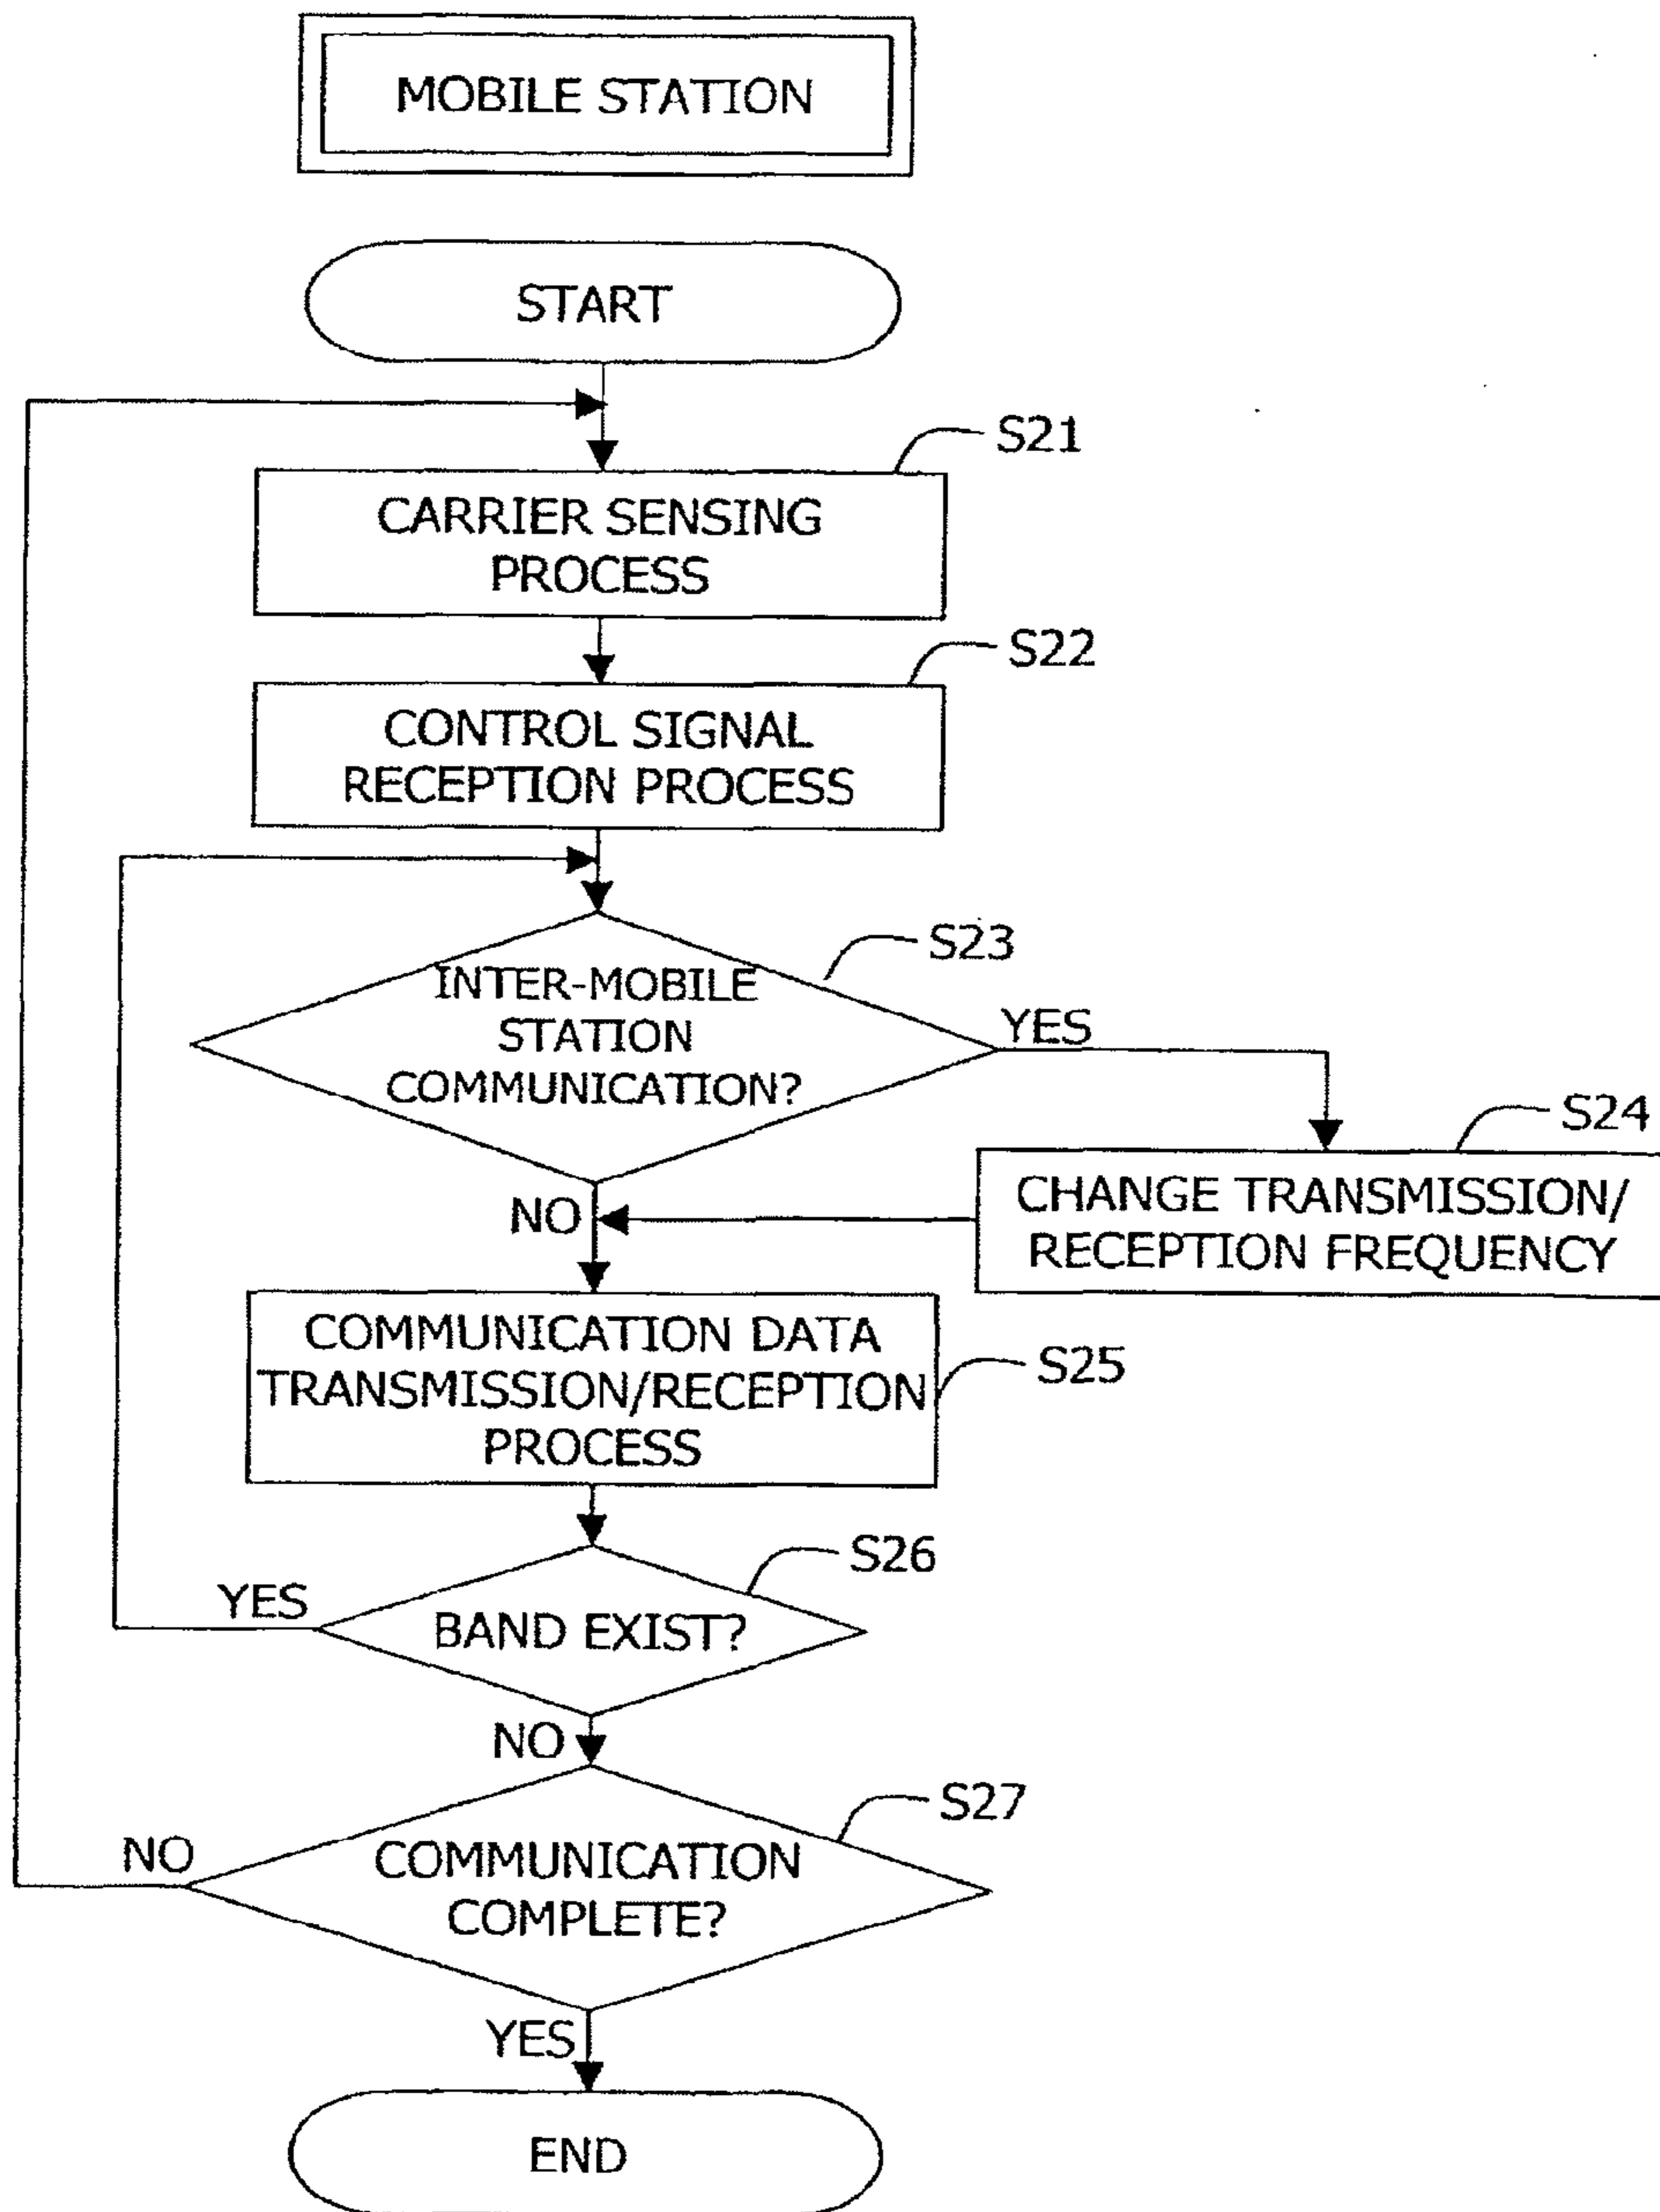 MOBILE STATION
START
S21
CARRIER SENSING
PROCESS
S22
CONTROL SIGNAL
RECEPTION PROCESS
S23
INTER-MOBILE
STATION
COMMUNICATION?
YES
S24
CHANGE TRANSMISSION/
RECEPTION FREQUENCY
NO
COMMUNICATION DATA
TRANSMISSION/RECEPTION
PROCESS
S25
S26
YES
BAND EXIST?
NO
S27
NO
COMMUNICATION
COMPLETE?
YES
END